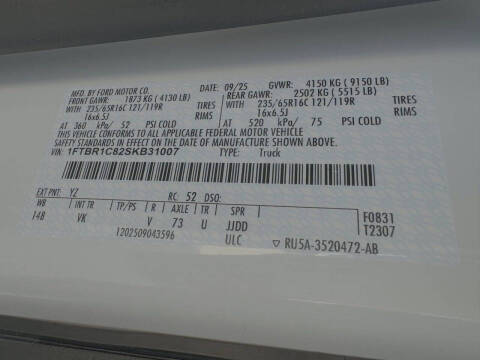 MFD. BY FORD MOTOR CO. DATE: 09/25 GVWR: 4150 KG ( 9150 LB)
FRONT GAWR: 1873 KG ( 4130 LB) REAR GAWR: 2502 KG ( 5515 LB)
WITH 235/65R16C 121/119R TIRES WITH 235/65R16C 121/119R TIRES
16x6.5J RIMS 16x6.5J RIMS
AT 360 kPa/ 52 PSI COLD AT 520 kPa/ 75 PSI COLD
THIS VEHICLE CONFORMS TO ALL APPLICABLE FEDERAL MOTOR VEHICLE
SAFETY STANDARDS IN EFFECT ON THE DATE OF MANUFACTURE SHOWN ABOVE.
VIN: 1FTBR1C82SKB31007 TYPE: Truck
EXT PNT: YZ RC: 52 DSO:
WB INT TR TP/PS R AXLE TR SPR F0831
148 VK V 73 U JJDD T2307
1202509043596 ULC ▽ RU5A-3520472-AB